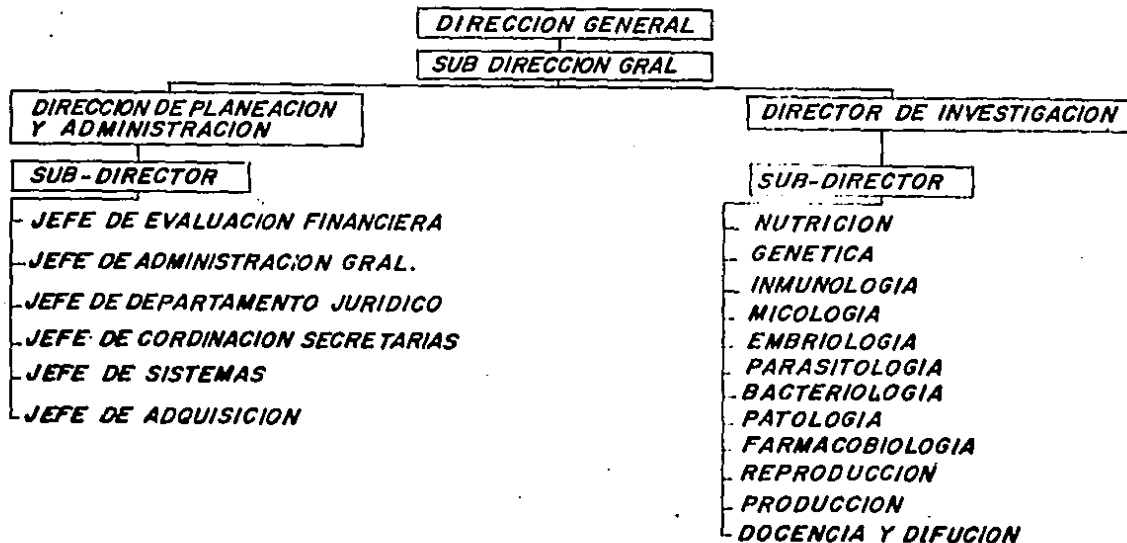 DIRECCION GENERAL
SUB DIRECCION GRAL
DIRECCION DE PLANEACION
Y ADMINISTRACION
SUB-DIRECTOR
JEFE DE EVALUACION FINANCIERA
JEFE DE ADMINISTRACION GRAL.
JEFE DE DEPARTAMENTO JURIDICO
JEFE DE CORDINACION SECRETARIAS
JEFE DE SISTEMAS
JEFE DE ADQUISICION
DIRECTOR DE INVESTIGACION
SUB-DIRECTOR
NUTRICION
GENETICA
INMUNOLOGIA
MICOLOGIA
EMBRIOLOGIA
PARASITOLOGIA
BACTERIOLOGIA
PATOLOGIA
FARMACOBIOLOGIA
REPRODUCCION
PRODUCCION
DOCENCIA Y DIFUCION